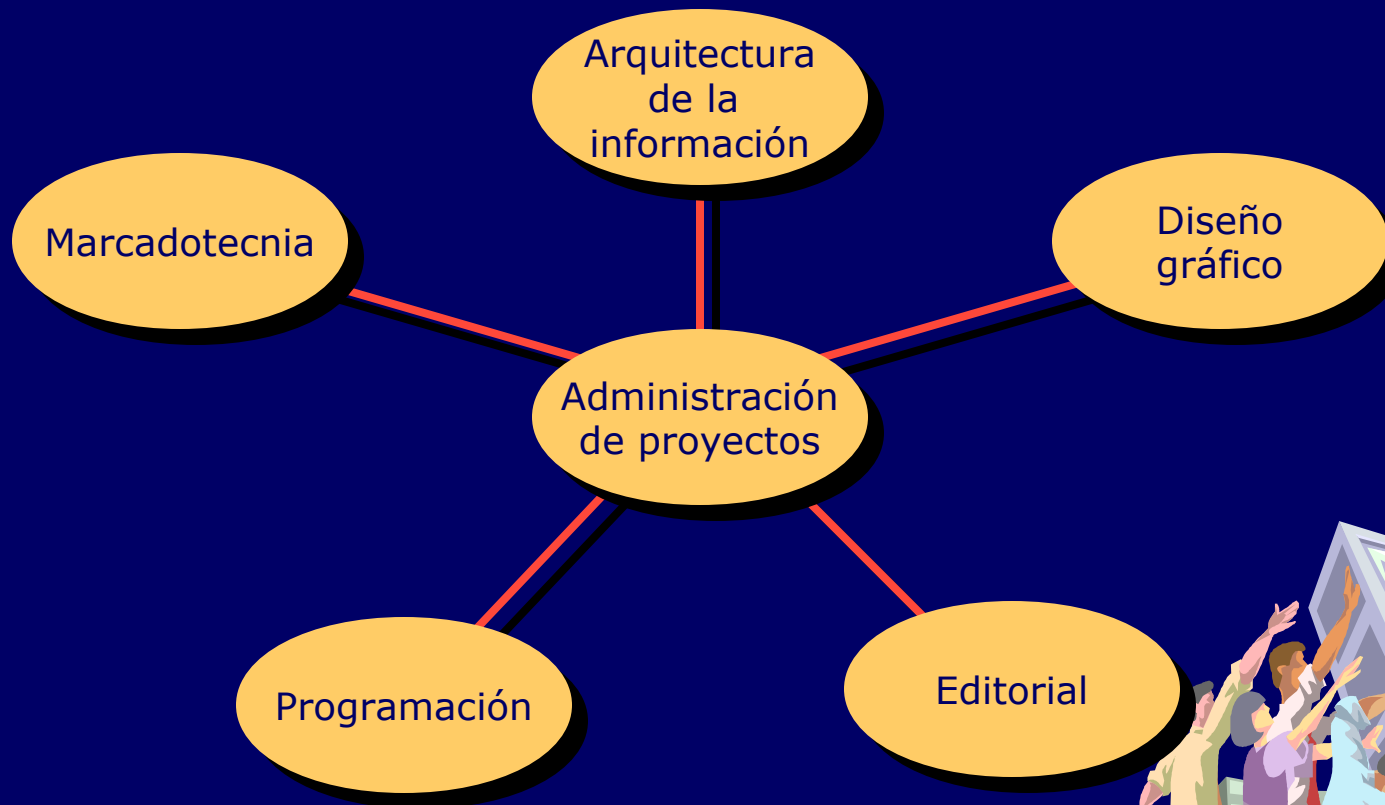 Arquitectura
de la
información
Marcadotecnia
Diseño
gráfico
Administración
de proyectos
Programación
Editorial